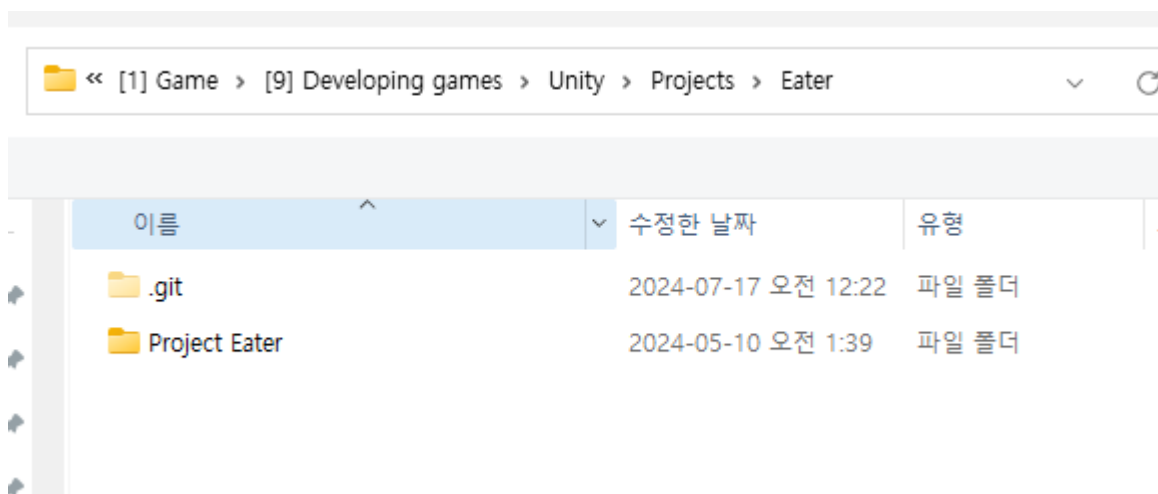 « [1] Game > [9] Developing games > Unity > Projects > Eater
이름 수정한 날짜 유형
.git 2024-07-17 오전 12:22 파일 폴더
Project Eater 2024-05-10 오전 1:39 파일 폴더